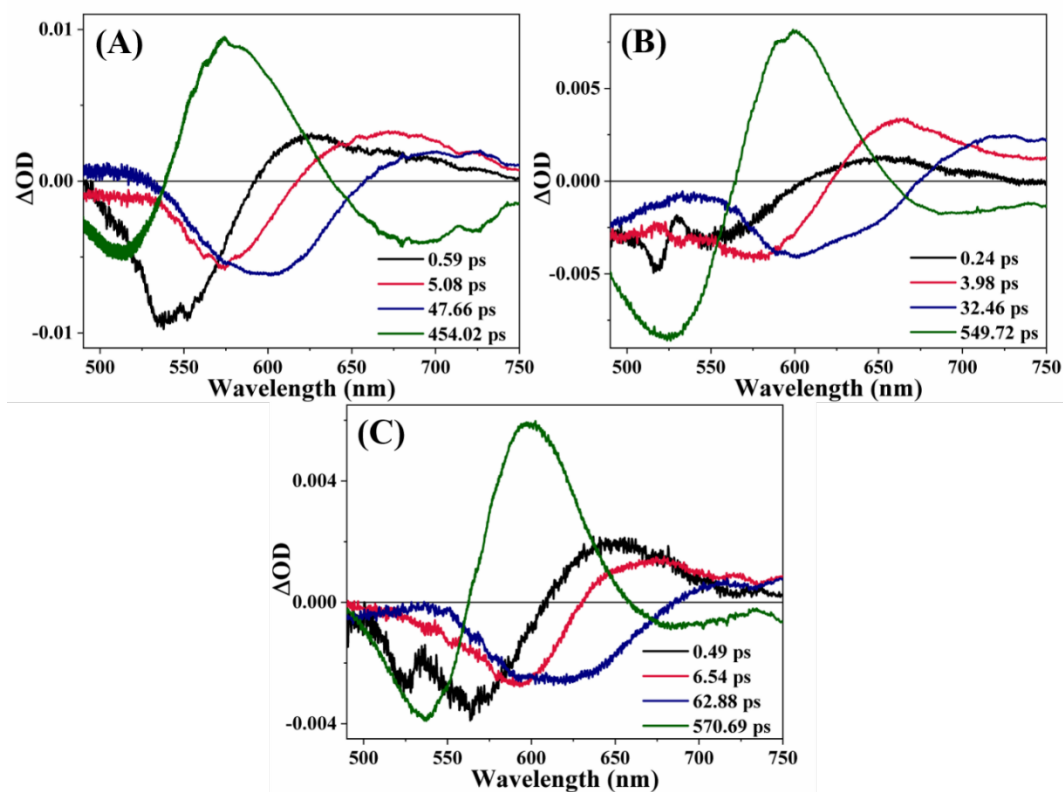 (A)
0.01
0.00
-0.01
ΔOD
0.59 ps
5.08 ps
47.66 ps
454.02 ps
500 550 600 650 700 750
Wavelength (nm)
(B)
0.005
0.000
-0.005
ΔOD
0.24 ps
3.98 ps
32.46 ps
549.72 ps
500 550 600 650 700 750
Wavelength (nm)
(C)
0.004
0.000
-0.004
ΔOD
0.49 ps
6.54 ps
62.88 ps
570.69 ps
500 550 600 650 700 750
Wavelength (nm)